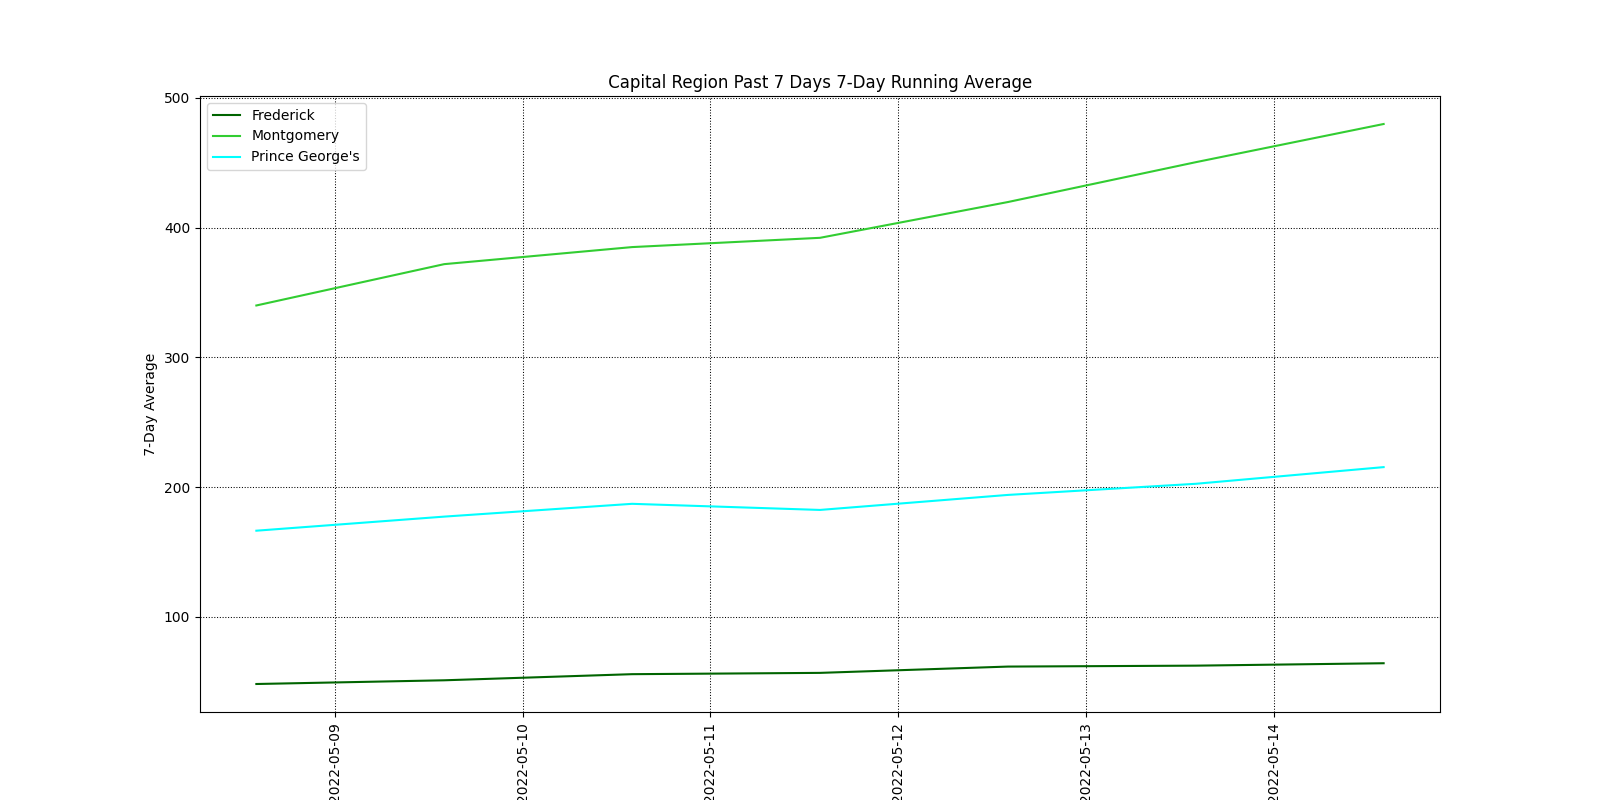 Capital Region Past 7 Days 7-Day Running Average
Frederick
Montgomery
Prince George's
500
400
300
200
100
7-Day Average
2022-05-09
2022-05-10
2022-05-11
2022-05-12
2022-05-13
2022-05-14